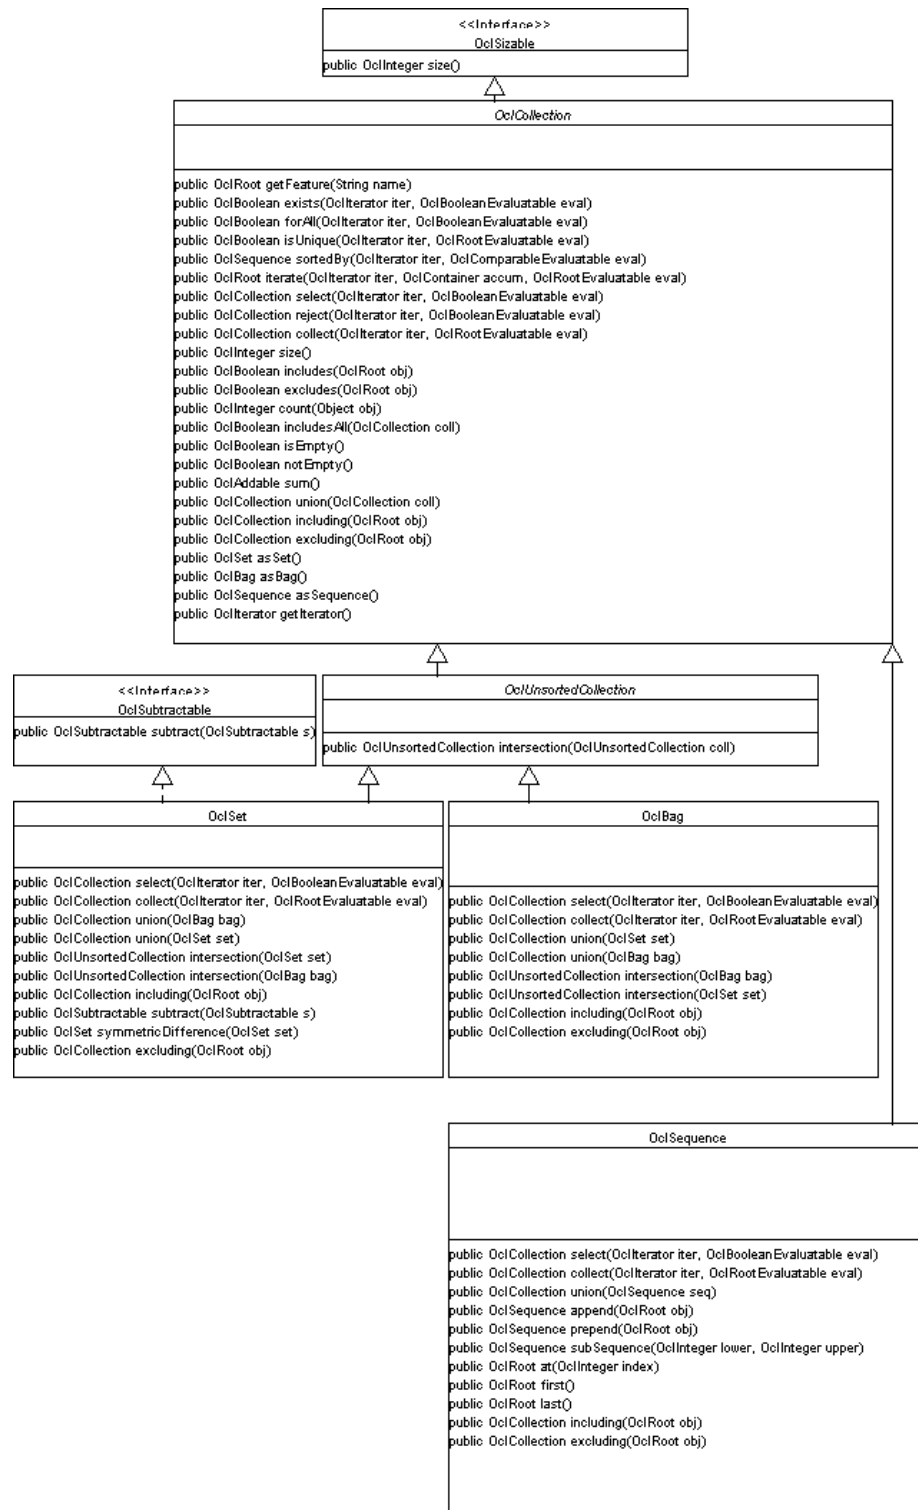 <<Interface>>
OclSizable
public OclInteger size()
OclCollection
public OclRoot getFeature(String name)
public OclBoolean exists(OclIterator iter, OclBooleanEvaluatable eval)
public OclBoolean forAll(OclIterator iter, OclBooleanEvaluatable eval)
public OclBoolean isUnique(OclIterator iter, OclRootEvaluatable eval)
public OclSequence sortedBy(OclIterator iter, OclComparableEvaluatable eval)
public OclRoot iterate(OclIterator iter, OclContainer accum, OclRootEvaluatable eval)
public OclCollection select(OclIterator iter, OclBooleanEvaluatable eval)
public OclCollection reject(OclIterator iter, OclBooleanEvaluatable eval)
public OclCollection collect(OclIterator iter, OclRootEvaluatable eval)
public OclInteger size()
public OclBoolean includes(OclRoot obj)
public OclBoolean excludes(OclRoot obj)
public OclInteger count(Object obj)
public OclBoolean includesAll(OclCollection coll)
public OclBoolean isEmpty()
public OclBoolean notEmpty()
public OclAddable sum()
public OclCollection union(OclCollection coll)
public OclCollection including(OclRoot obj)
public OclCollection excluding(OclRoot obj)
public OclSet asSet()
public OclBag asBag()
public OclSequence asSequence()
public OclIterator getIterator()
<<Interface>>
OclSubtractable
public OclSubtractable subtract(OclSubtractable s)
OclUnsortedCollection
public OclUnsortedCollection intersection(OclUnsortedCollection coll)
OclSet
public OclCollection select(OclIterator iter, OclBooleanEvaluatable eval)
public OclCollection collect(OclIterator iter, OclRootEvaluatable eval)
public OclCollection union(OclBag bag)
public OclCollection union(OclSet set)
public OclUnsortedCollection intersection(OclSet set)
public OclUnsortedCollection intersection(OclBag bag)
public OclCollection including(OclRoot obj)
public OclSubtractable subtract(OclSubtractable s)
public OclSet symmetricDifference(OclSet set)
public OclCollection excluding(OclRoot obj)
OclBag
public OclCollection select(OclIterator iter, OclBooleanEvaluatable eval)
public OclCollection collect(OclIterator iter, OclRootEvaluatable eval)
public OclCollection union(OclSet set)
public OclCollection union(OclBag bag)
public OclUnsortedCollection intersection(OclBag bag)
public OclUnsortedCollection intersection(OclSet set)
public OclCollection including(OclRoot obj)
public OclCollection excluding(OclRoot obj)
OclSequence
public OclCollection select(OclIterator iter, OclBooleanEvaluatable eval)
public OclCollection collect(OclIterator iter, OclRootEvaluatable eval)
public OclCollection union(OclSequence seq)
public OclSequence append(OclRoot obj)
public OclSequence prepend(OclRoot obj)
public OclSequence subSequence(OclInteger lower, OclInteger upper)
public OclRoot at(OclInteger index)
public OclRoot first()
public OclRoot last()
public OclCollection including(OclRoot obj)
public OclCollection excluding(OclRoot obj)